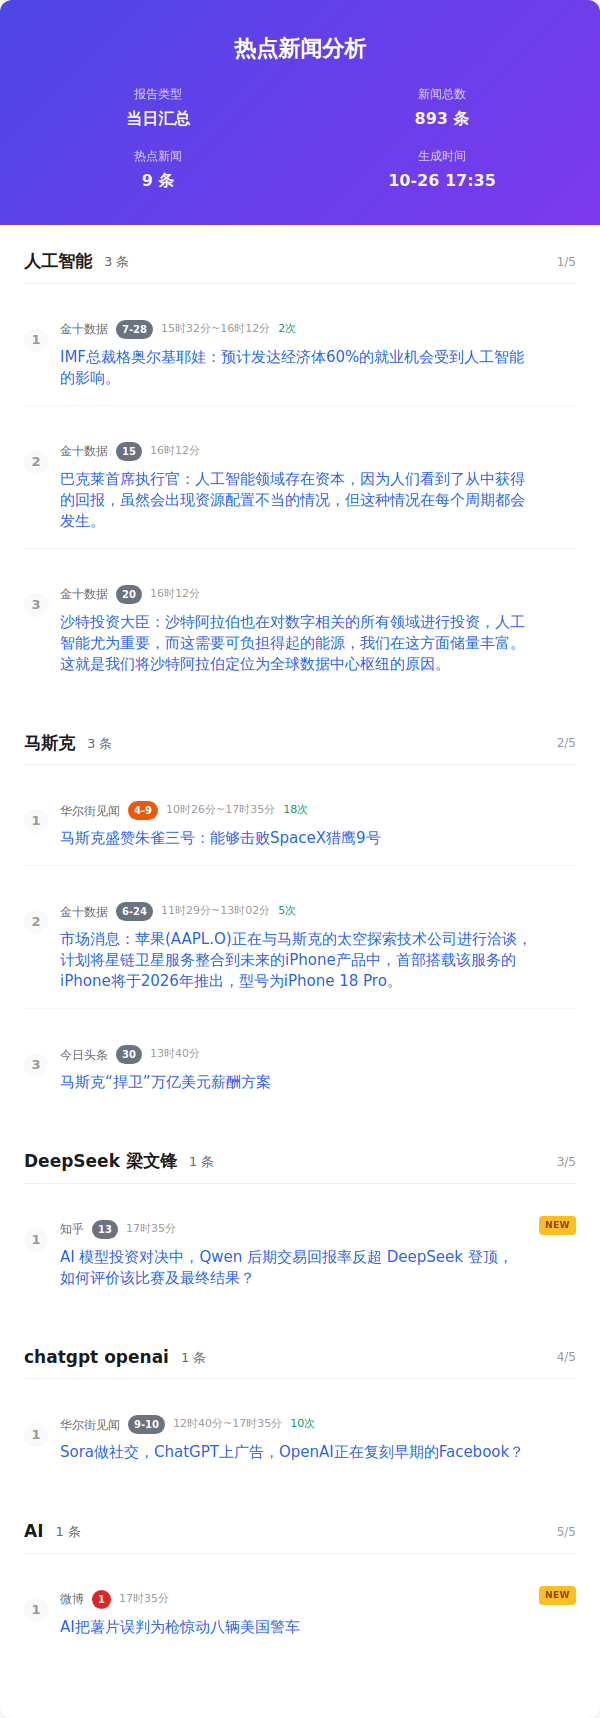 热点新闻分析
报告类型
当日汇总
新闻总数
893 条
热点新闻
9 条
生成时间
10-26 17:35
人工智能 3 条 1/5
1 金十数据 7-28 15时32分~16时12分 2次
IMF总裁格奥尔基耶娃：预计发达经济体60%的就业机会受到人工智能
的影响。
2 金十数据 15 16时12分
巴克莱首席执行官：人工智能领域存在资本，因为人们看到了从中获得
的回报，虽然会出现资源配置不当的情况，但这种情况在每个周期都会
发生。
3 金十数据 20 16时12分
沙特投资大臣：沙特阿拉伯也在对数字相关的所有领域进行投资，人工
智能尤为重要，而这需要可负担得起的能源，我们在这方面储量丰富。
这就是我们将沙特阿拉伯定位为全球数据中心枢纽的原因。
马斯克 3 条 2/5
1 华尔街见闻 4-9 10时26分~17时35分 18次
马斯克盛赞朱雀三号：能够击败SpaceX猎鹰9号
2 金十数据 6-24 11时29分~13时02分 5次
市场消息：苹果(AAPL.O)正在与马斯克的太空探索技术公司进行洽谈，
计划将星链卫星服务整合到未来的iPhone产品中，首部搭载该服务的
iPhone将于2026年推出，型号为iPhone 18 Pro。
3 今日头条 30 13时40分
马斯克“捍卫”万亿美元薪酬方案
DeepSeek 梁文锋 1 条 3/5
1 知乎 13 17时35分 NEW
AI 模型投资对决中，Qwen 后期交易回报率反超 DeepSeek 登顶，
如何评价该比赛及最终结果？
chatgpt openai 1 条 4/5
1 华尔街见闻 9-10 12时40分~17时35分 10次
Sora做社交，ChatGPT上广告，OpenAI正在复刻早期的Facebook？
AI 1 条 5/5
1 微博 1 17时35分 NEW
AI把薯片误判为枪惊动八辆美国警车